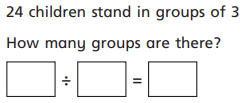 24 children stand in groups of 3
How many groups are there?
÷ =